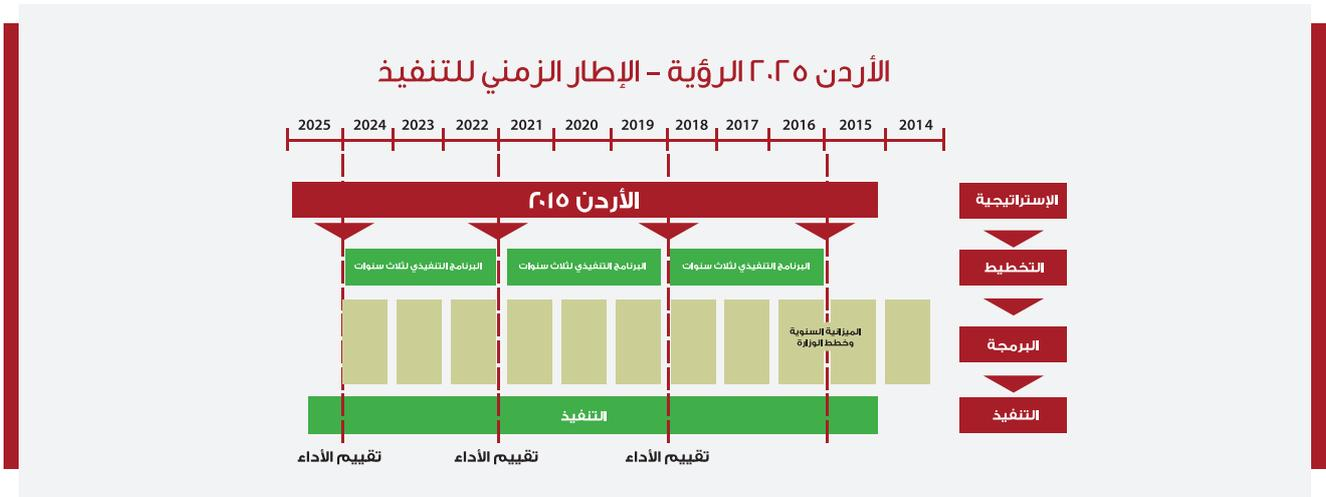 الأردن ٢٠٢٥ الرؤية – الإطار الزمني للتنفيذ
2014 2015 2016 2017 2018 2019 2020 2021 2022 2023 2024 2025
الإستراتيجية
الأردن ٢٠١٥
التخطيط
البرنامج التنفيذي لثلاث سنوات
البرنامج التنفيذي لثلاث سنوات
البرنامج التنفيذي لثلاث سنوات
البرمجة
الميزانية السنوية
وخطط الوزارة
التنفيذ
التنفيذ
تقييم الأداء
تقييم الأداء
تقييم الأداء